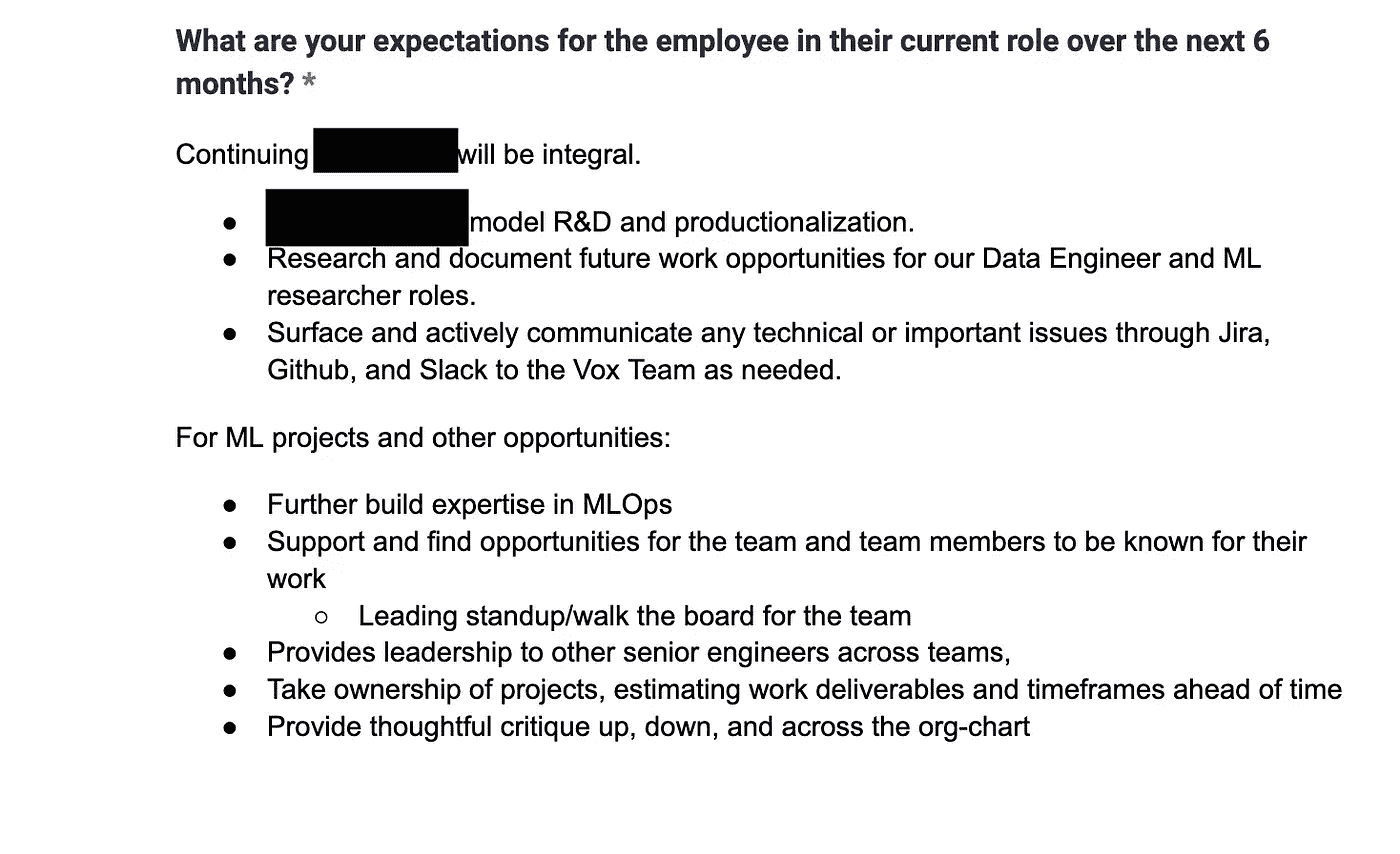 What are your expectations for the employee in their current role over the next 6
months? *
Continuing will be integral.
● model R&D and productionalization.
● Research and document future work opportunities for our Data Engineer and ML
researcher roles.
● Surface and actively communicate any technical or important issues through Jira,
Github, and Slack to the Vox Team as needed.
For ML projects and other opportunities:
● Further build expertise in MLOps
● Support and find opportunities for the team and team members to be known for their
work
○ Leading standup/walk the board for the team
● Provides leadership to other senior engineers across teams,
● Take ownership of projects, estimating work deliverables and timeframes ahead of time
● Provide thoughtful critique up, down, and across the org-chart